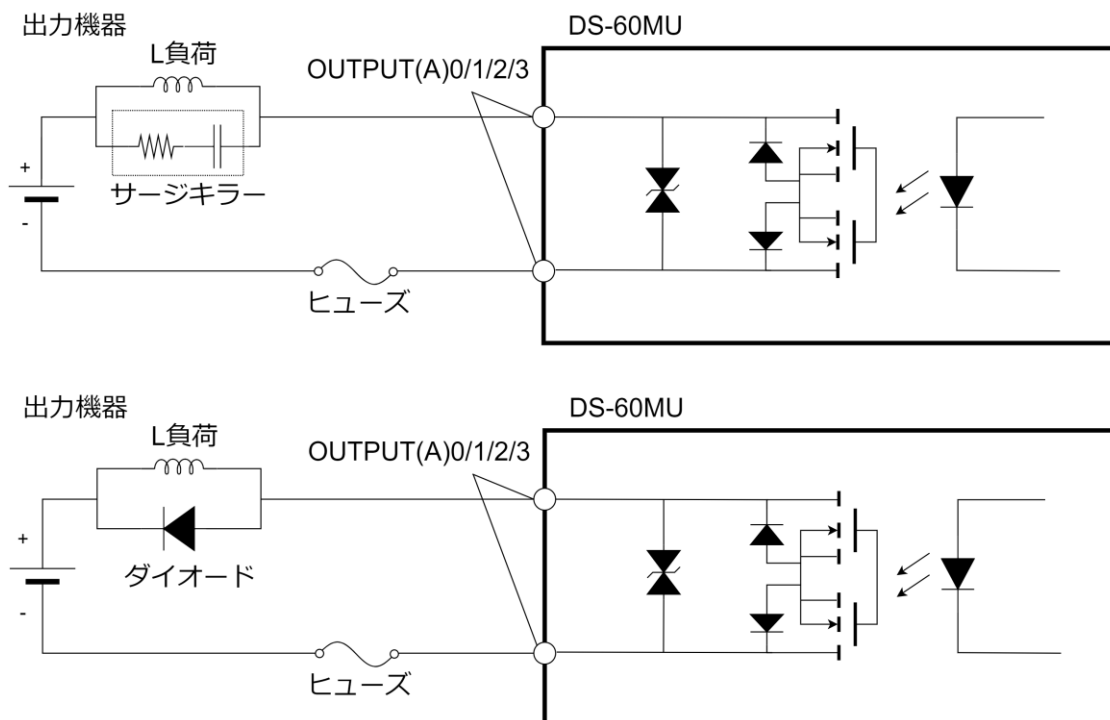 出力機器
DS-60MU
L負荷
OUTPUT(A)0/1/2/3
サージキラー
+
-
ヒューズ
出力機器
DS-60MU
L負荷
OUTPUT(A)0/1/2/3
+
ダイオード
-
ヒューズ